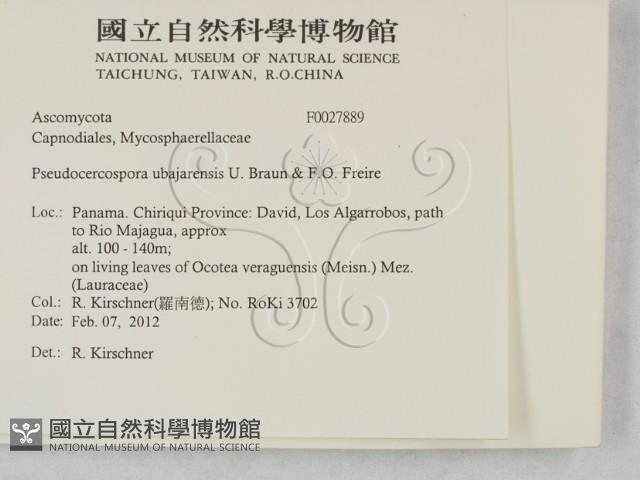 國立自然科學博物館
NATIONAL MUSEUM OF NATURAL SCIENCE
TAICHUNG, TAIWAN, R.O.CHINA
Ascomycota F0027889
Capnodiales, Mycosphaerellaceae
Pseudocercospora ubajarensis U. Braun & F.O. Freire
Loc.: Panama. Chiriqui Province: David, Los Algarrobos, path
to Rio Majagua, approx
alt. 100 - 140m;
on living leaves of Ocotea veraguensis (Meisn.) Mez.
(Lauraceae)
Col.: R. Kirschner(羅南德); No. RoKi 3702
Date: Feb. 07, 2012
Det.: R. Kirschner
國立自然科學博物館
NATIONAL MUSEUM OF NATURAL SCIENCE